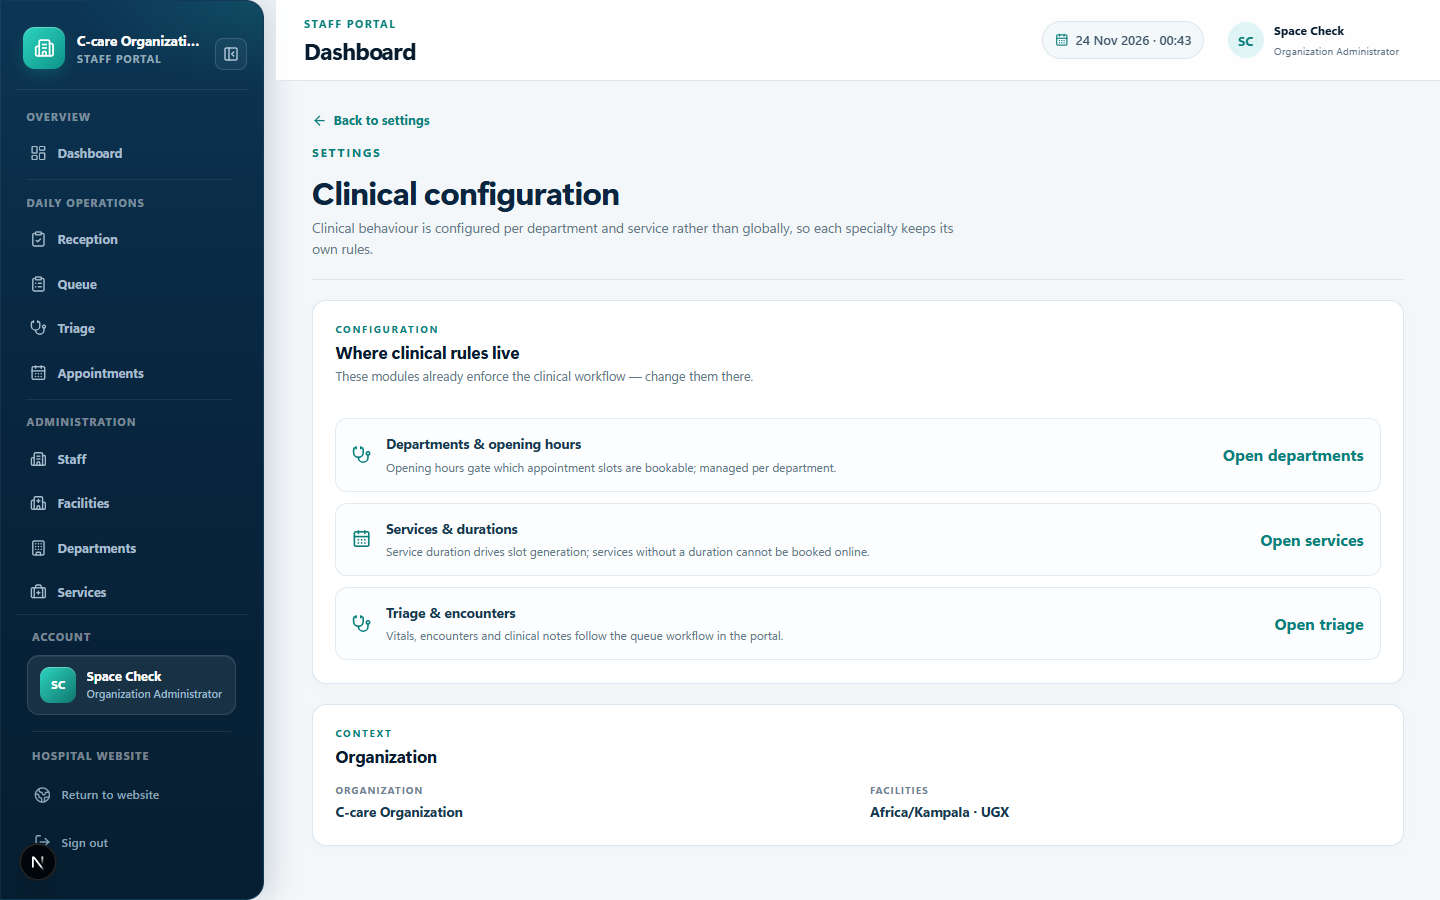 C-care Organizati...
STAFF PORTAL
OVERVIEW
Dashboard
DAILY OPERATIONS
Reception
Queue
Triage
Appointments
ADMINISTRATION
Staff
Facilities
Departments
Services
ACCOUNT
SC
Space Check
Organization Administrator
HOSPITAL WEBSITE
Return to website
Sign out
N
STAFF PORTAL
Dashboard
24 Nov 2026 · 00:43
SC
Space Check
Organization Administrator
Back to settings
SETTINGS
Clinical configuration
Clinical behaviour is configured per department and service rather than globally, so each specialty keeps its
own rules.
CONFIGURATION
Where clinical rules live
These modules already enforce the clinical workflow — change them there.
Departments & opening hours
Opening hours gate which appointment slots are bookable; managed per department.
Open departments
Services & durations
Service duration drives slot generation; services without a duration cannot be booked online.
Open services
Triage & encounters
Vitals, encounters and clinical notes follow the queue workflow in the portal.
Open triage
CONTEXT
Organization
ORGANIZATION
C-care Organization
FACILITIES
Africa/Kampala · UGX